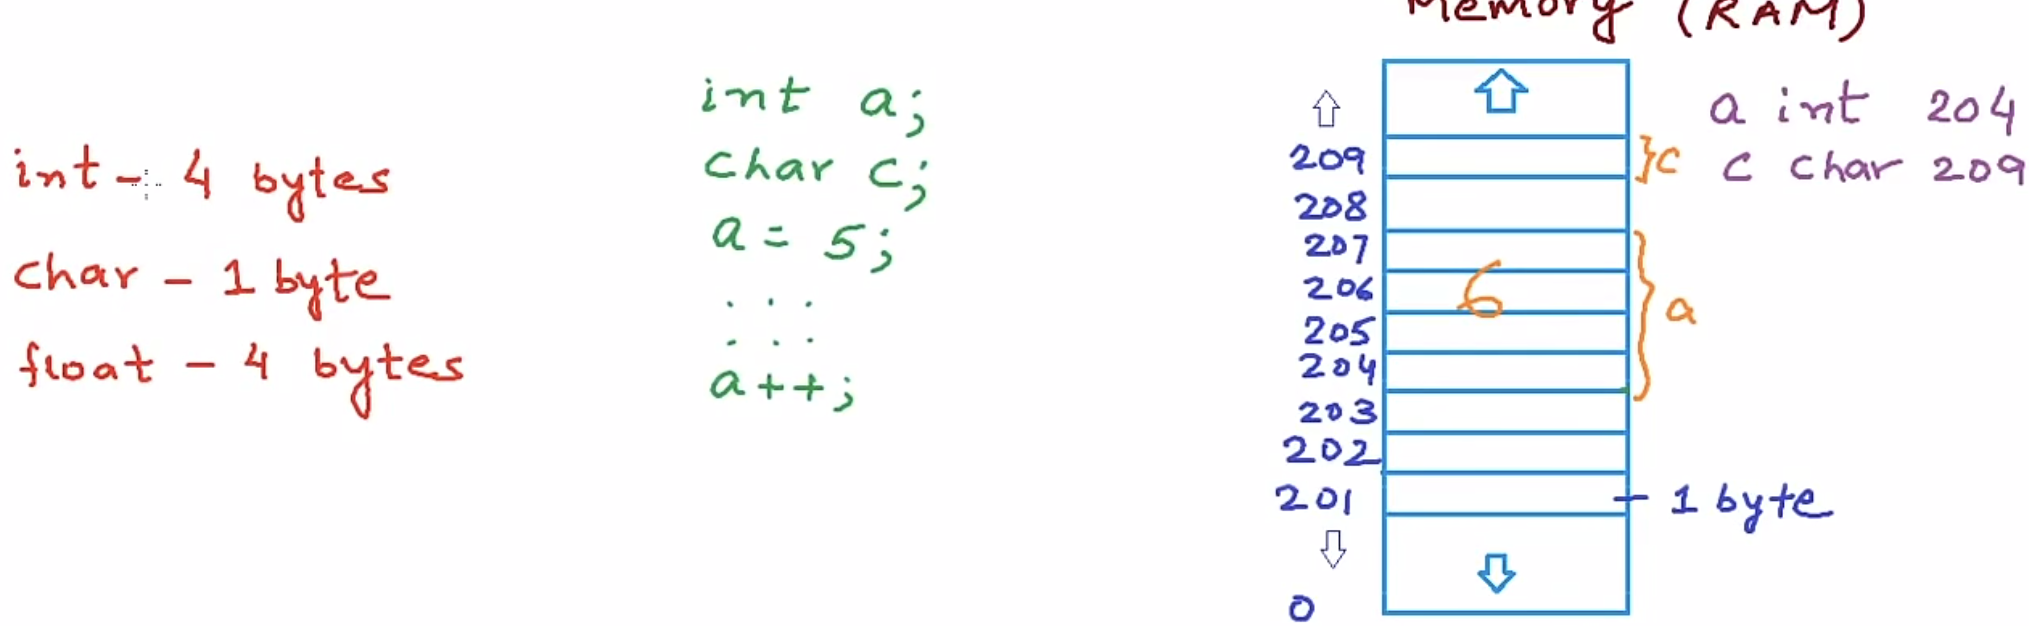 Memory (RAM)
int - 4 bytes
char - 1 byte
float - 4 bytes
int a;
char c;
a = 5;
. . .
. . .
a++;
209
208
207
206
205
204
203
202
201
0
6
}c
}a
1 byte
a int 204
c char 209